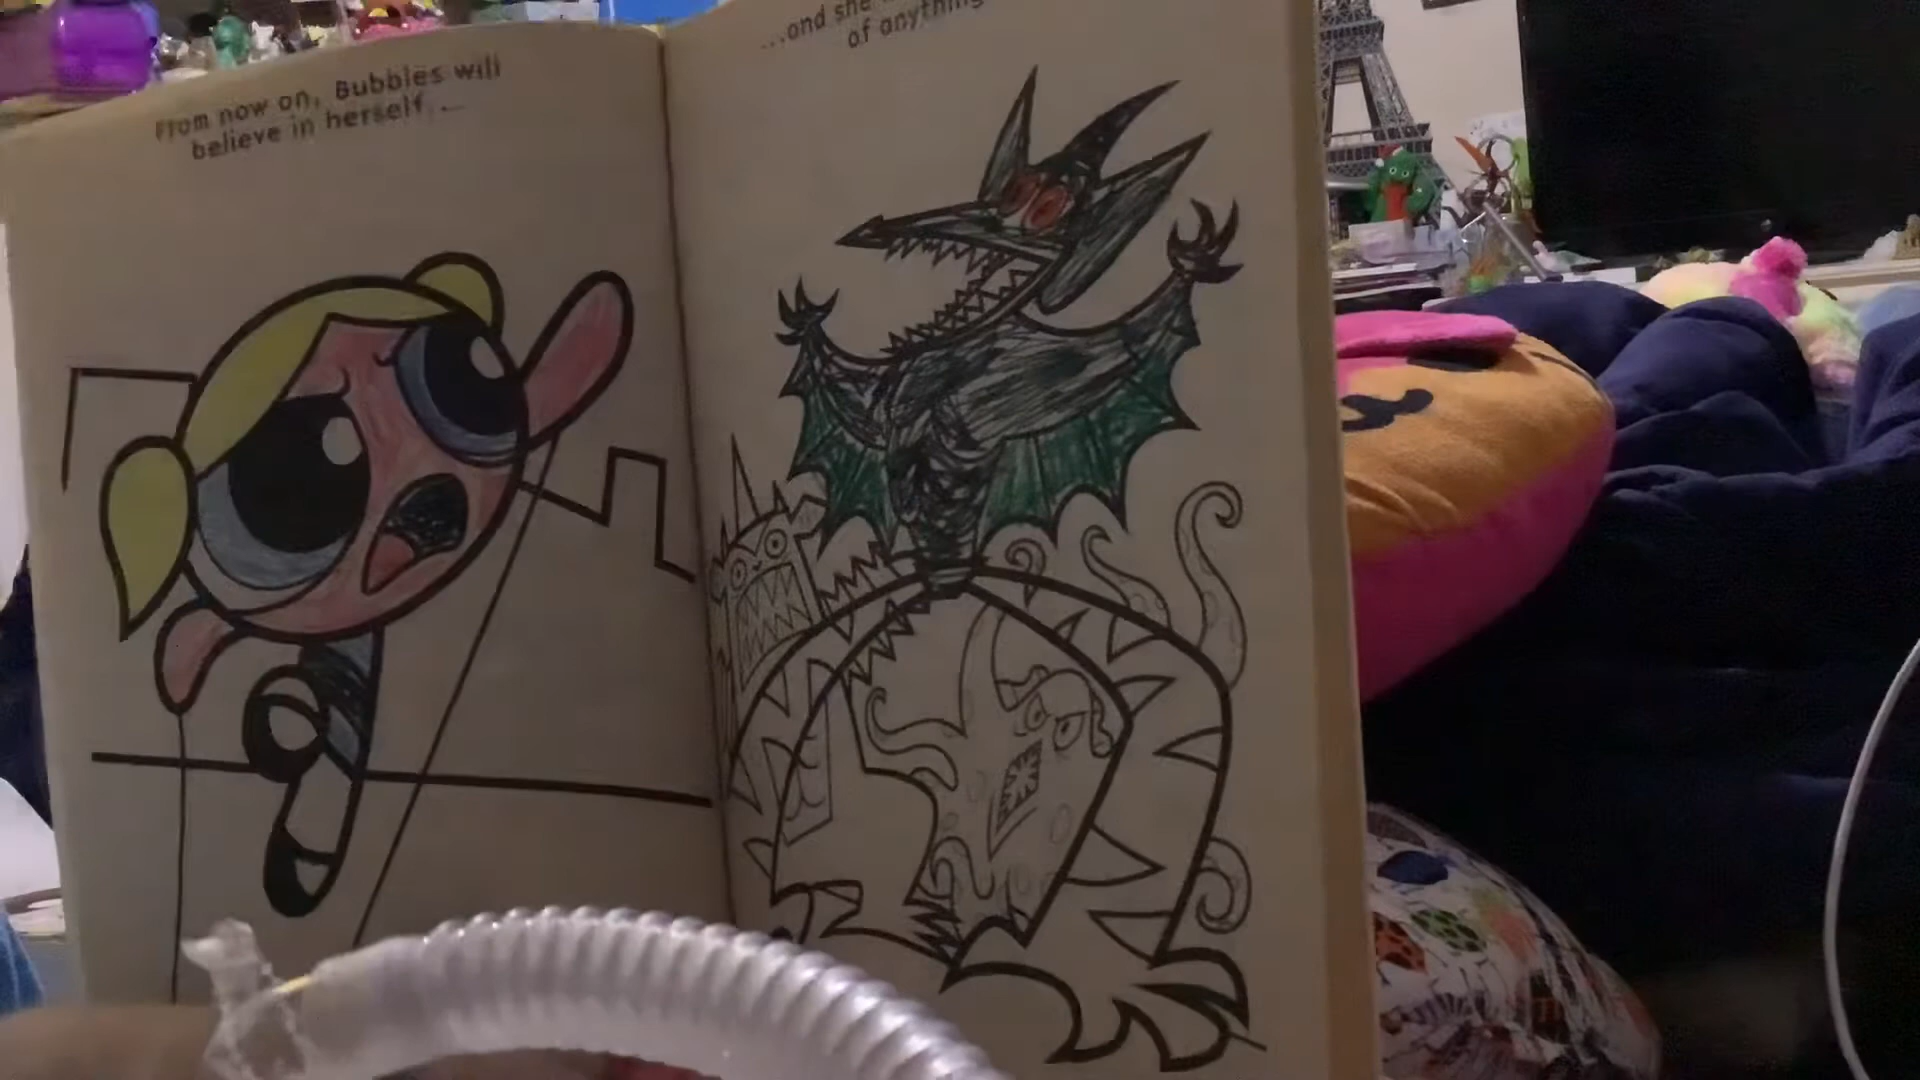 From now on, Bubbles will
believe in herself...
...and she
of anything